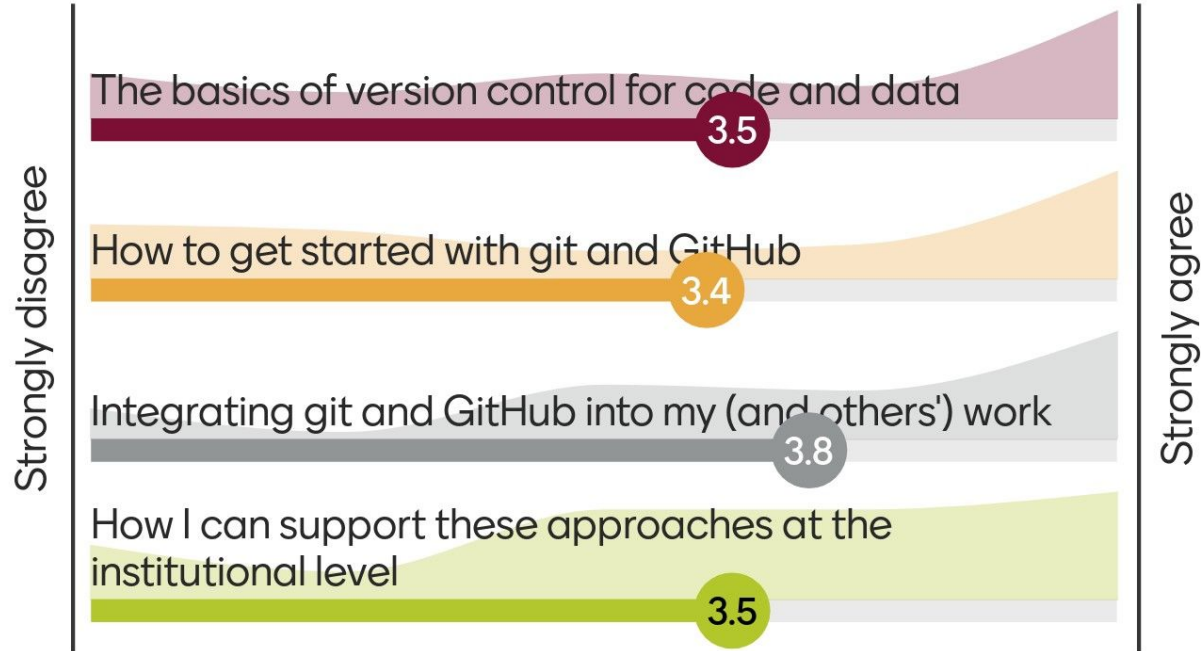 Strongly disagree
The basics of version control for code and data
3.5
How to get started with git and GitHub
3.4
Integrating git and GitHub into my (and others') work
3.8
How I can support these approaches at the
institutional level
3.5
Strongly agree